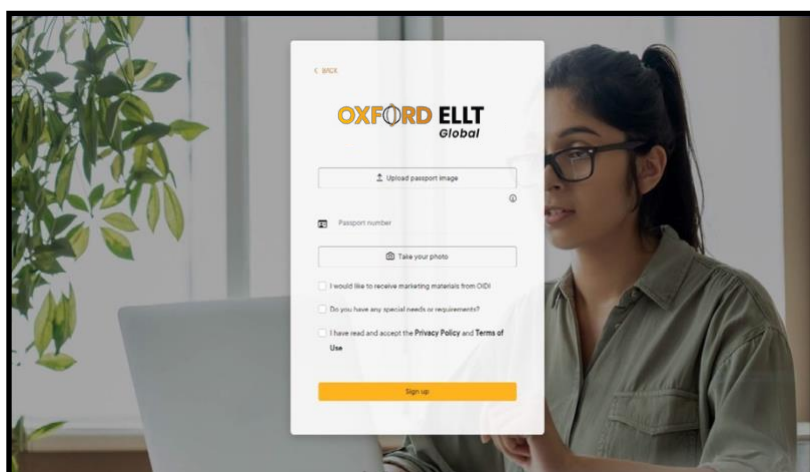 < BACK
OXFORD ELLT
Global
Upload passport image
Passport number
Take your photo
I would like to receive marketing materials from OIDI
Do you have any special needs or requirements?
I have read and accept the Privacy Policy and Terms of
Use
Sign up